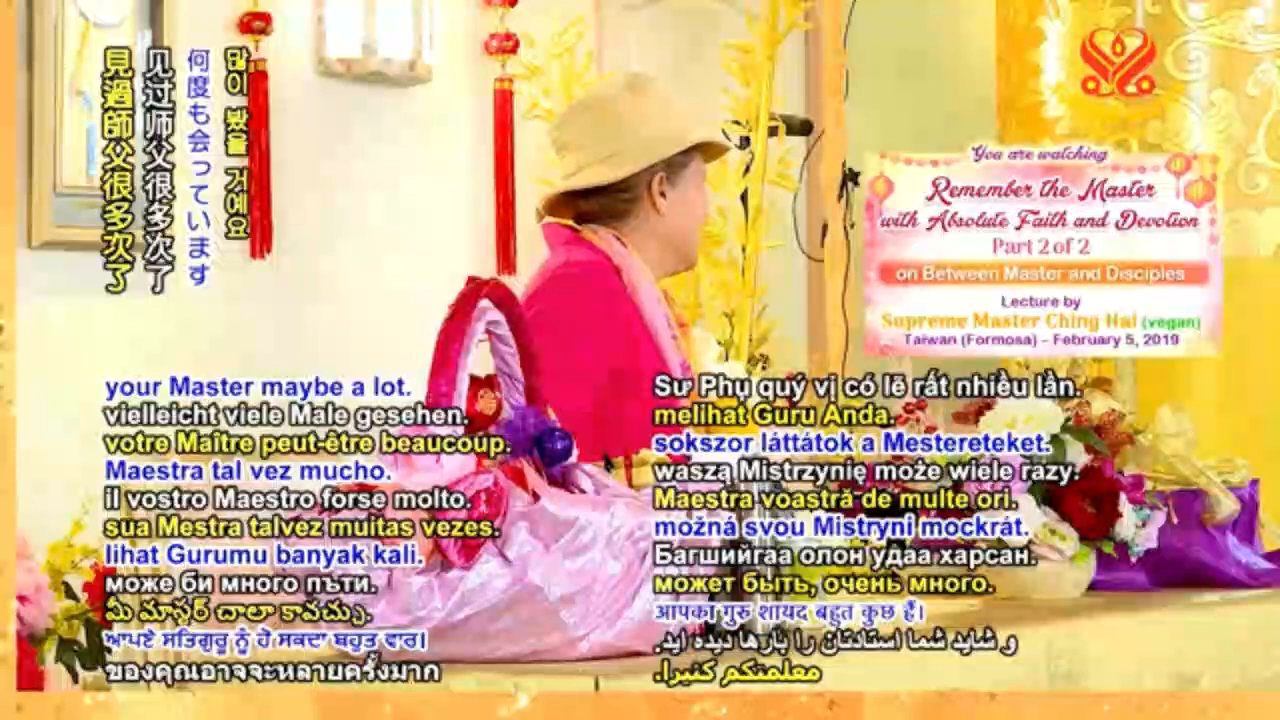 見過師父很多次了
见过师父很多次了
何度も会っています
많이 봤을 거예요
You are watching
Remember the Master
with Absolute Faith and Devotion
Part 2 of 2
on Between Master and Disciples
Lecture by
Supreme Master Ching Hai (vegan)
Taiwan (Formosa) – February 5, 2019
your Master maybe a lot.
vielleicht viele Male gesehen.
votre Maître peut-être beaucoup.
Maestra tal vez mucho.
il vostro Maestro forse molto.
sua Mestra talvez muitas vezes.
lihat Gurumu banyak kali.
може би много пъти.
మీ మాస్టర్ చాలా కావచ్చు.
ਆਪਣੇ ਸਤਿਗੁਰੂ ਨੂੰ ਹੋ ਸਕਦਾ ਬਹੁਤ ਵਾਰ।
ของคุณอาจจะหลายครั้งมาก
Sư Phụ quý vị có lẽ rất nhiều lần.
melihat Guru Anda.
sokszor láttátok a Mestereteket.
waszą Mistrzynię może wiele razy.
Maestra voastră de multe ori.
možná svou Mistryni mockrát.
Багшийгаа олон удаа харсан.
может быть, очень много.
आपका गुरु शायद बहुत कुछ हैं।
و شاید شما استادتان را بارها دیده اید.
معلمتكم كثيرا.